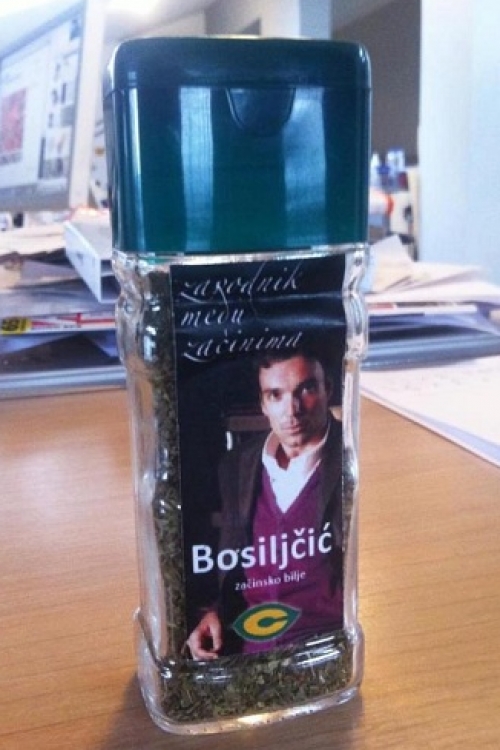 zavodnik
među
začinima
Bosiljčić
začinsko bilje
C